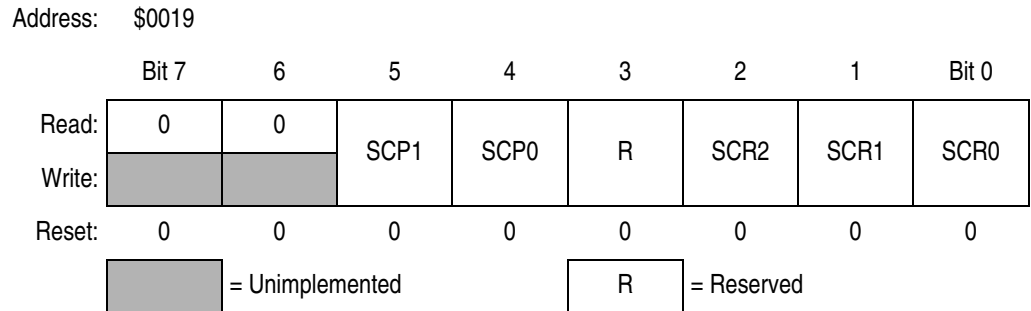 Address: $0019
Bit 7 6 5 4 3 2 1 Bit 0
Read: 0 0 SCP1 SCP0 R SCR2 SCR1 SCR0
Write:
Reset: 0 0 0 0 0 0 0 0
= Unimplemented R = Reserved